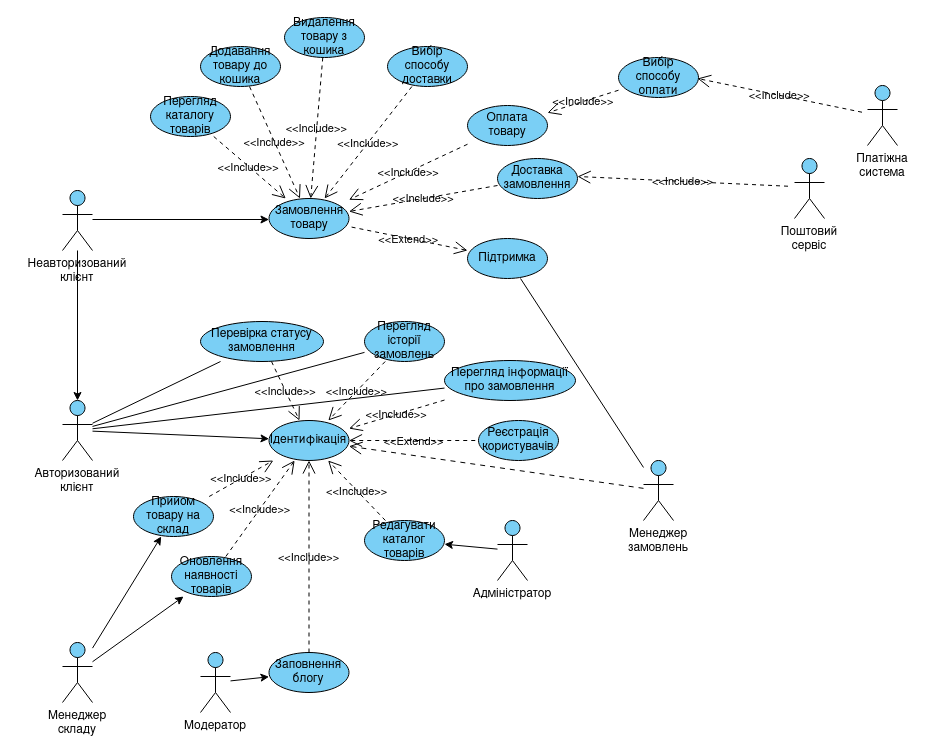 Видалення
товару з
кошика
Додавання
товару до
кошика
Вибір
способу
доставки
Вибір
способу
оплати
<<Include>>
<<Include>>
Перегляд
каталогу
товарів
Оплата
товару
Платіжна
система
<<Include>>
<<Include>>
<<Include>>
<<Include>>
<<Include>>
Доставка
замовлення
<<Include>>
<<Include>>
Замовлення
товару
Поштовий
сервіс
<<Extend>>
Неавторизований
клієнт
Підтримка
Перевірка статусу
замовлення
Перегляд
історії
замовлень
Перегляд інформації
про замовлення
<<Include>>
<<Include>>
<<Include>>
Ідентифікація
<<Extend>>
Реєстрація
користувачів
Авторизований
клієнт
<<Include>>
<<Include>>
<<Include>>
Прийом
товару на
склад
Редагувати
каталог
товарів
Менеджер
замовлень
<<Include>>
Оновлення
наявності
товарів
Адміністратор
Заповнення
блогу
Менеджер
складу
Модератор